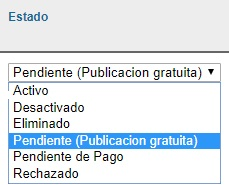 Estado
Pendiente (Publicacion gratuita)
Activo
Desactivado
Eliminado
Pendiente (Publicacion gratuita)
Pendiente de Pago
Rechazado